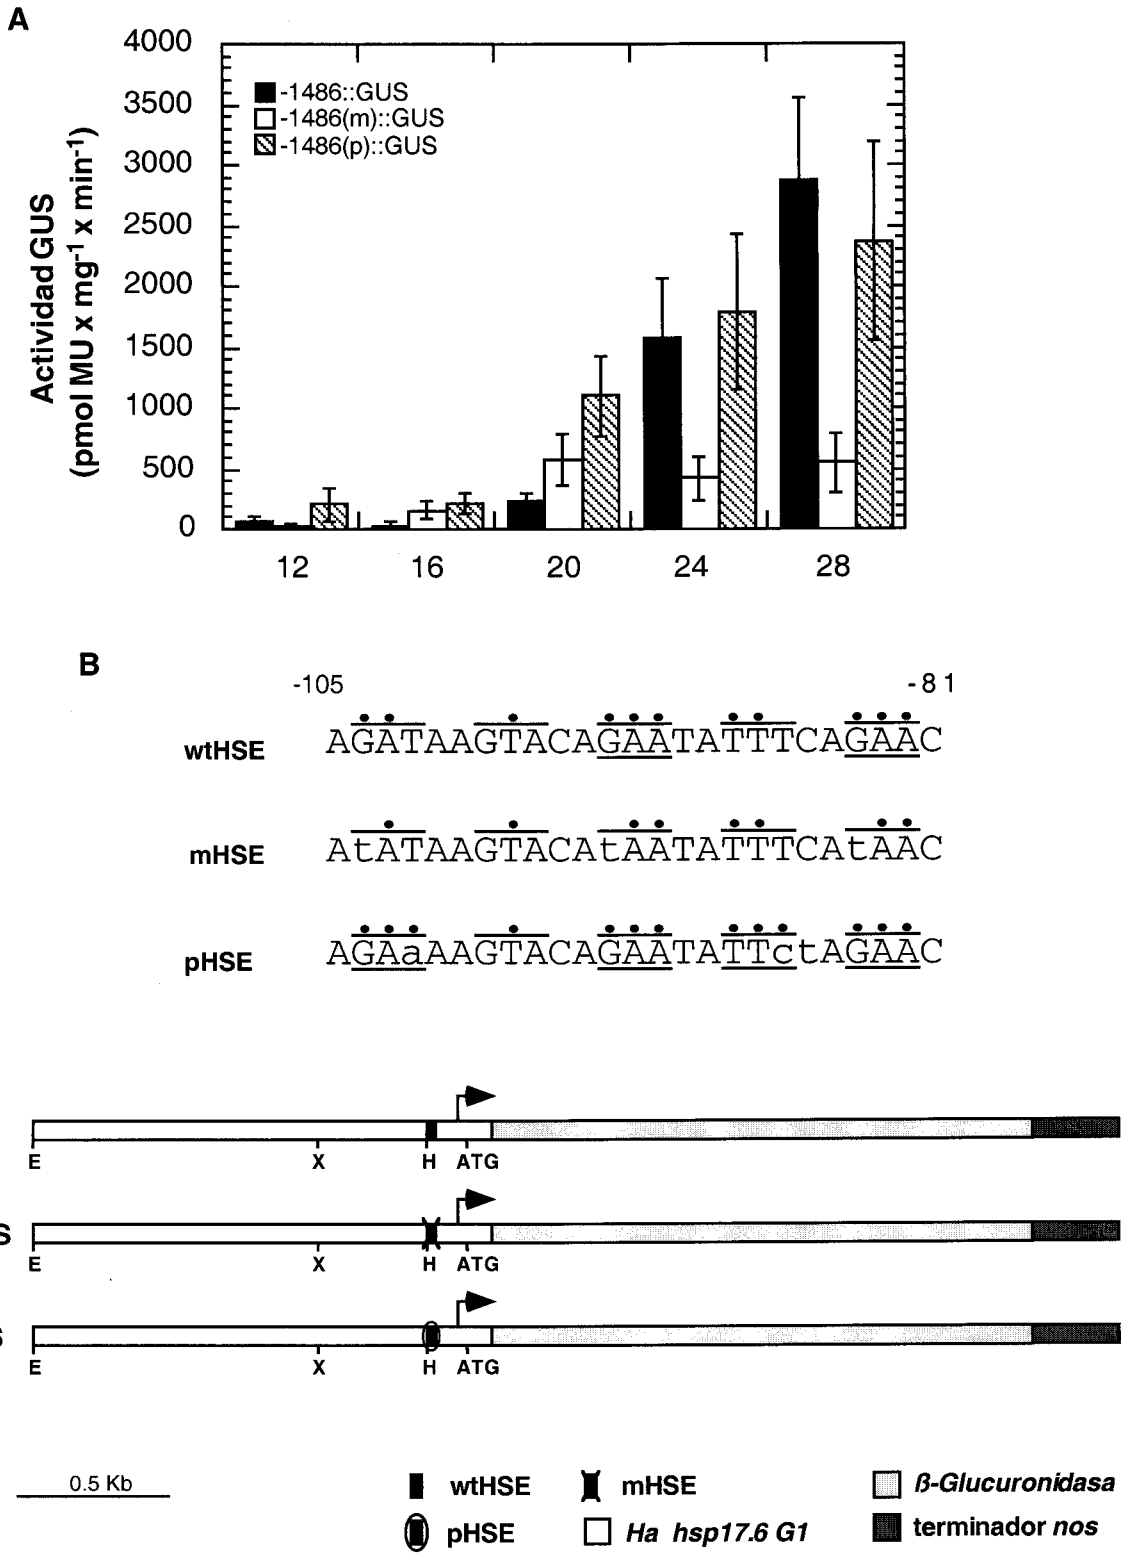 A
4000
3500
3000
2500
2000
1500
1000
500
0
Actividad GUS
(pmol MU x mg-1 x min-1)
-1486::GUS
-1486(m)::GUS
-1486(p)::GUS
12 16 20 24 28
B
-105 -81
wtHSE AGATAAGTACAGAATATTTCAGAAC
mHSE AtATAAGTACAtAATATTTCAtAAC
pHSE AGAaAAGTACAGAATATTctAGAAC
E X H ATG
S
E X H ATG
S
E X H ATG
0.5 Kb
wtHSE mHSE ß-Glucuronidasa
pHSE Ha hsp17.6 G1 terminador nos